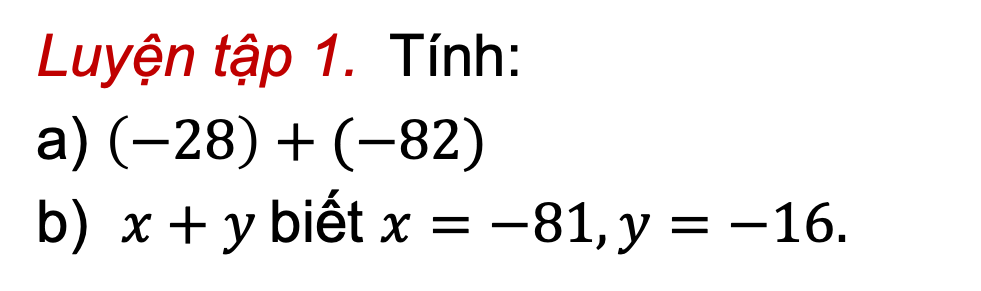 Luyện tập 1. Tính:
a) (−28) + (−82)
b) x + y biết x = −81, y = −16.